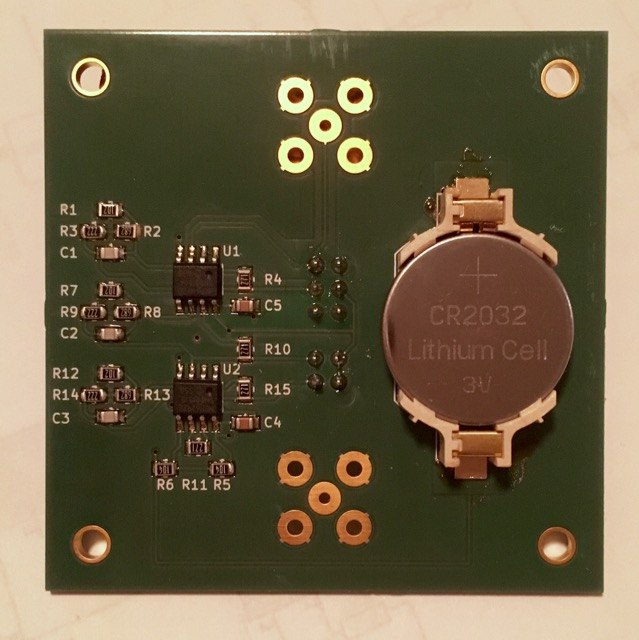 R1
R3 R2
C1
U1
R4
R7
C5
R9 R8
C2
R10
U2
R12
R14 R13 R15
C3
C4
R6 R11 R5
+
CR2032
Lithium Cell
3V